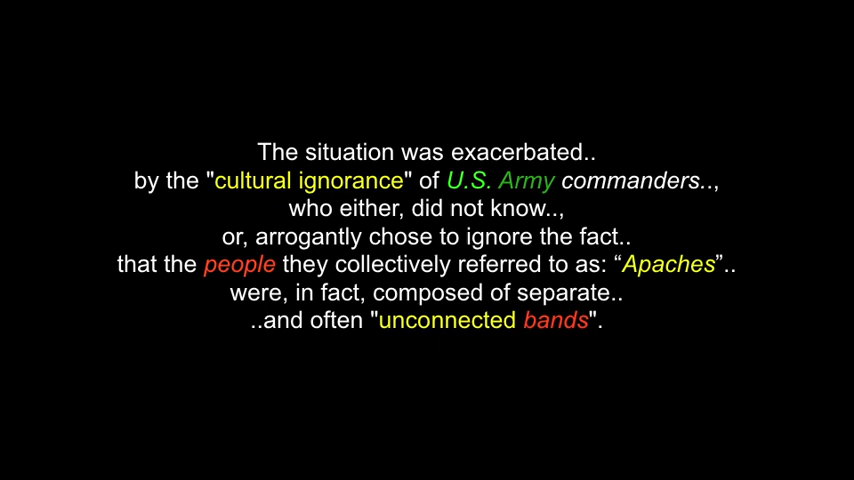 The situation was exacerbated..
by the "cultural ignorance" of U.S. Army commanders..,
who either, did not know..,
or, arrogantly chose to ignore the fact..
that the people they collectively referred to as: “Apaches”..
were, in fact, composed of separate..
..and often "unconnected bands".